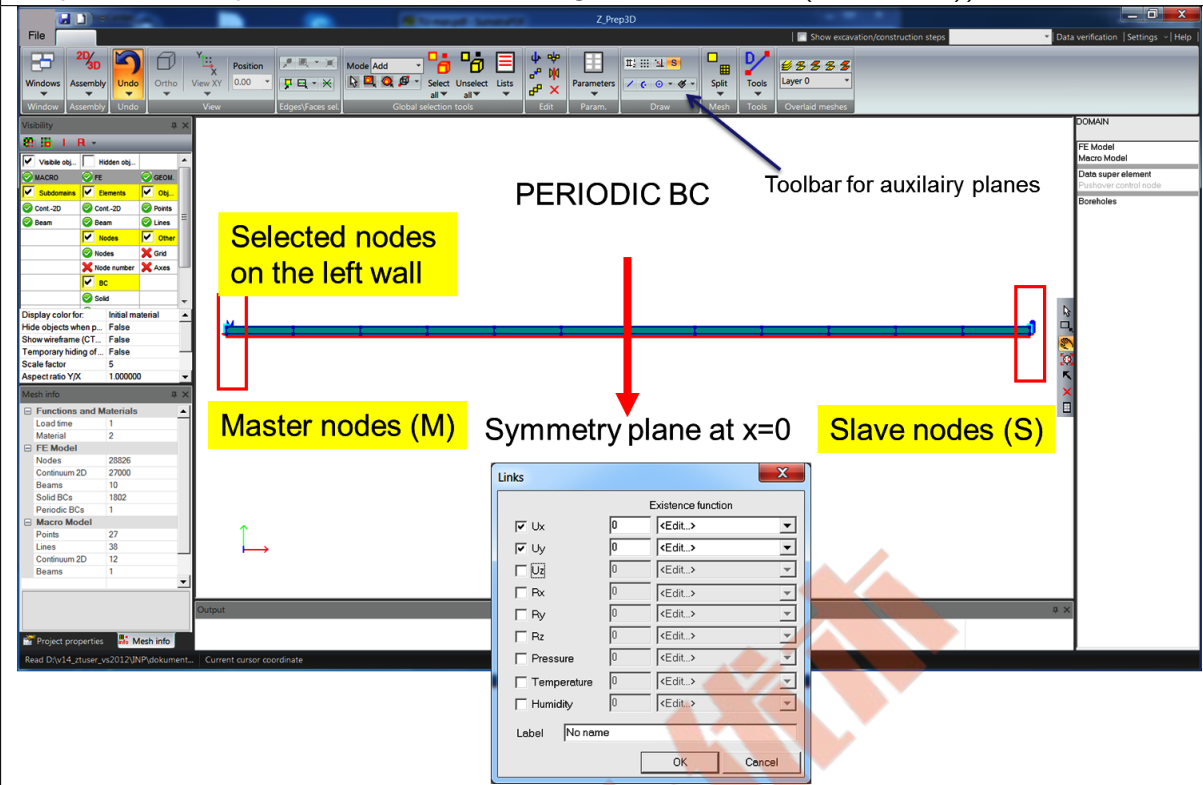 Z_Prep3D
File
Show excavation/construction steps
Data verification | Settings | Help
Windows
Assembly
Undo
Ortho
View XY
Position
0.00
Mode Add
Select all
Unselect all
Lists
Parameters
Split
Tools
Layer 0
Window
Assembly
Undo
View
Edges\Faces sel.
Global selection tools
Edit
Param.
Draw
Mesh
Tools
Overlaid meshes
Visibility
Visible obj...
Hidden obj...
MACRO
FE
GEOM.
Subdomains
Elements
Obj...
Cont.-2D
Cont.-2D
Points
Beam
Beam
Lines
Nodes
Other
Nodes
Grid
Node number
Axes
BC
Solid
Display color for: Initial material
Hide objects when p... False
Show wireframe (CT... False
Temporary hiding of... False
Scale factor 5
Aspect ratio Y/X 1.000000
Mesh info
Functions and Materials
Load time 1
Material 2
FE Model
Nodes 28826
Continuum 2D 27000
Beams 10
Solid BCs 1802
Periodic BCs 1
Macro Model
Points 27
Lines 38
Continuum 2D 12
Beams 1
Project properties
Mesh info
Read D:\v14_ztuser_vs2012\INP\dokument...
Current cursor coordinate
Output
DOMAIN
FE Model
Macro Model
Data super element
Pushover control node
Boreholes
PERIODIC BC
Toolbar for auxilairy planes
Selected nodes
on the left wall
Master nodes (M)
Symmetry plane at x=0
Slave nodes (S)
Links
Existence function
Ux 0 <Edit...>
Uy 0 <Edit...>
Uz 0 <Edit...>
Rx 0 <Edit...>
Ry 0 <Edit...>
Rz 0 <Edit...>
Pressure 0 <Edit...>
Temperature 0 <Edit...>
Humidity 0 <Edit...>
Label No name
OK Cancel